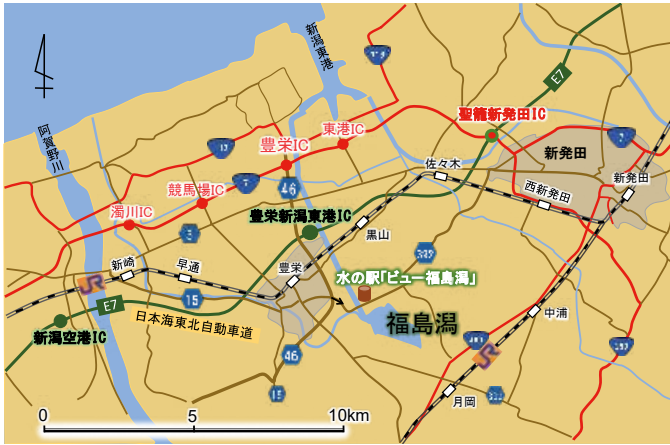 新潟東港
阿賀野川
E7
聖籠新発田IC
東港IC
豊栄IC
7
新発田
佐々木
新発田
競馬場IC
46
西新発田
濁川IC
豊栄新潟東港IC
黒山
新崎
早通
豊栄
水の駅「ビュー福島潟」
JR
E7
15
日本海東北自動車道
中浦
福島潟
新潟空港IC
46
JR
15
月岡
0
5
10km